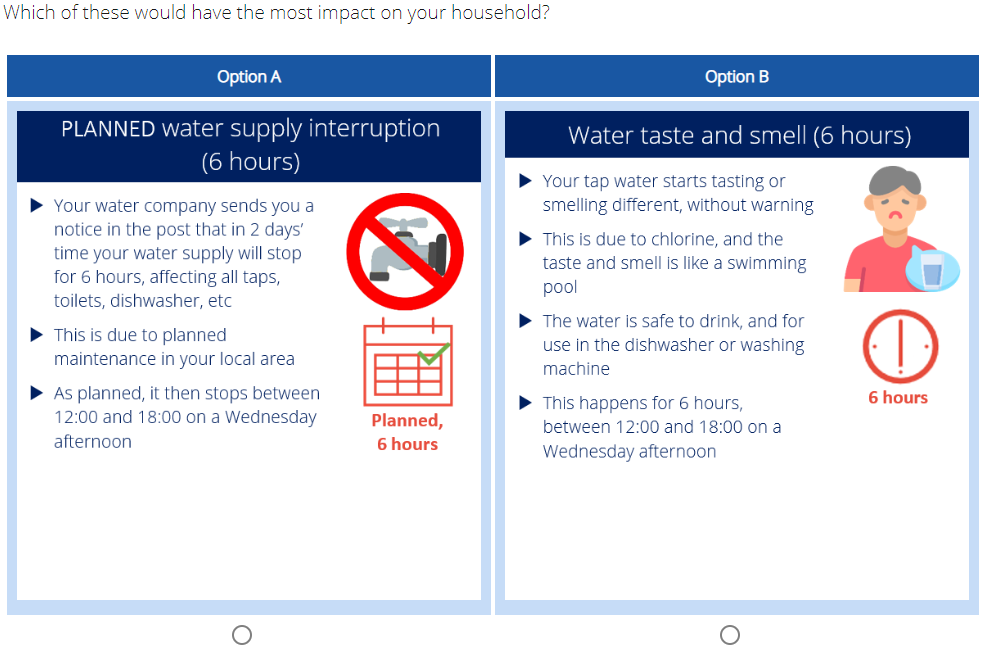 Which of these would have the most impact on your household?
Option A
PLANNED water supply interruption
(6 hours)
Your water company sends you a
notice in the post that in 2 days'
time your water supply will stop
for 6 hours, affecting all taps,
toilets, dishwasher, etc
This is due to planned
maintenance in your local area
As planned, it then stops between
12:00 and 18:00 on a Wednesday
afternoon
Planned,
6 hours
Option B
Water taste and smell (6 hours)
Your tap water starts tasting or
smelling different, without warning
This is due to chlorine, and the
taste and smell is like a swimming
pool
The water is safe to drink, and for
use in the dishwasher or washing
machine
This happens for 6 hours,
between 12:00 and 18:00 on a
Wednesday afternoon
6 hours